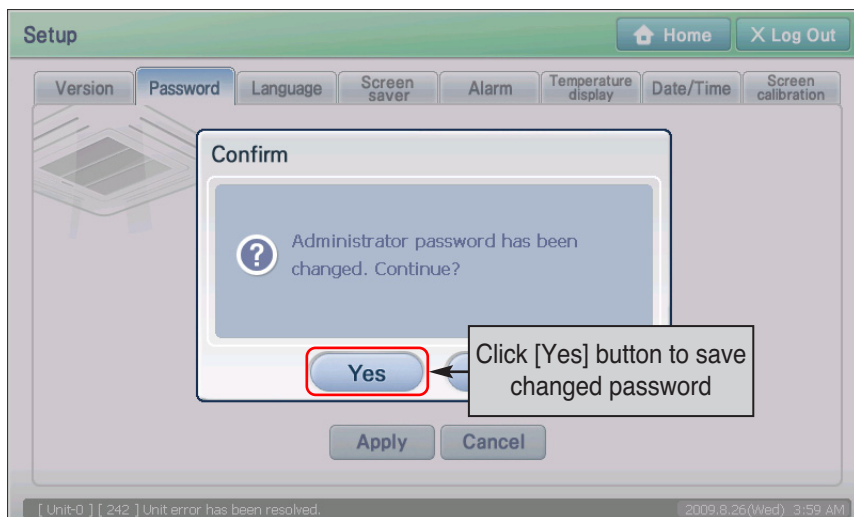 Setup
Home
X Log Out
Version
Password
Language
Screen
saver
Alarm
Temperature
display
Date/Time
Screen
calibration
Confirm
Administrator password has been
changed. Continue?
Yes
Click [Yes] button to save
changed password
Apply
Cancel
[ Unit-0 ] [ 242 ] Unit error has been resolved.
2009.8.26(Wed) 3:59 AM